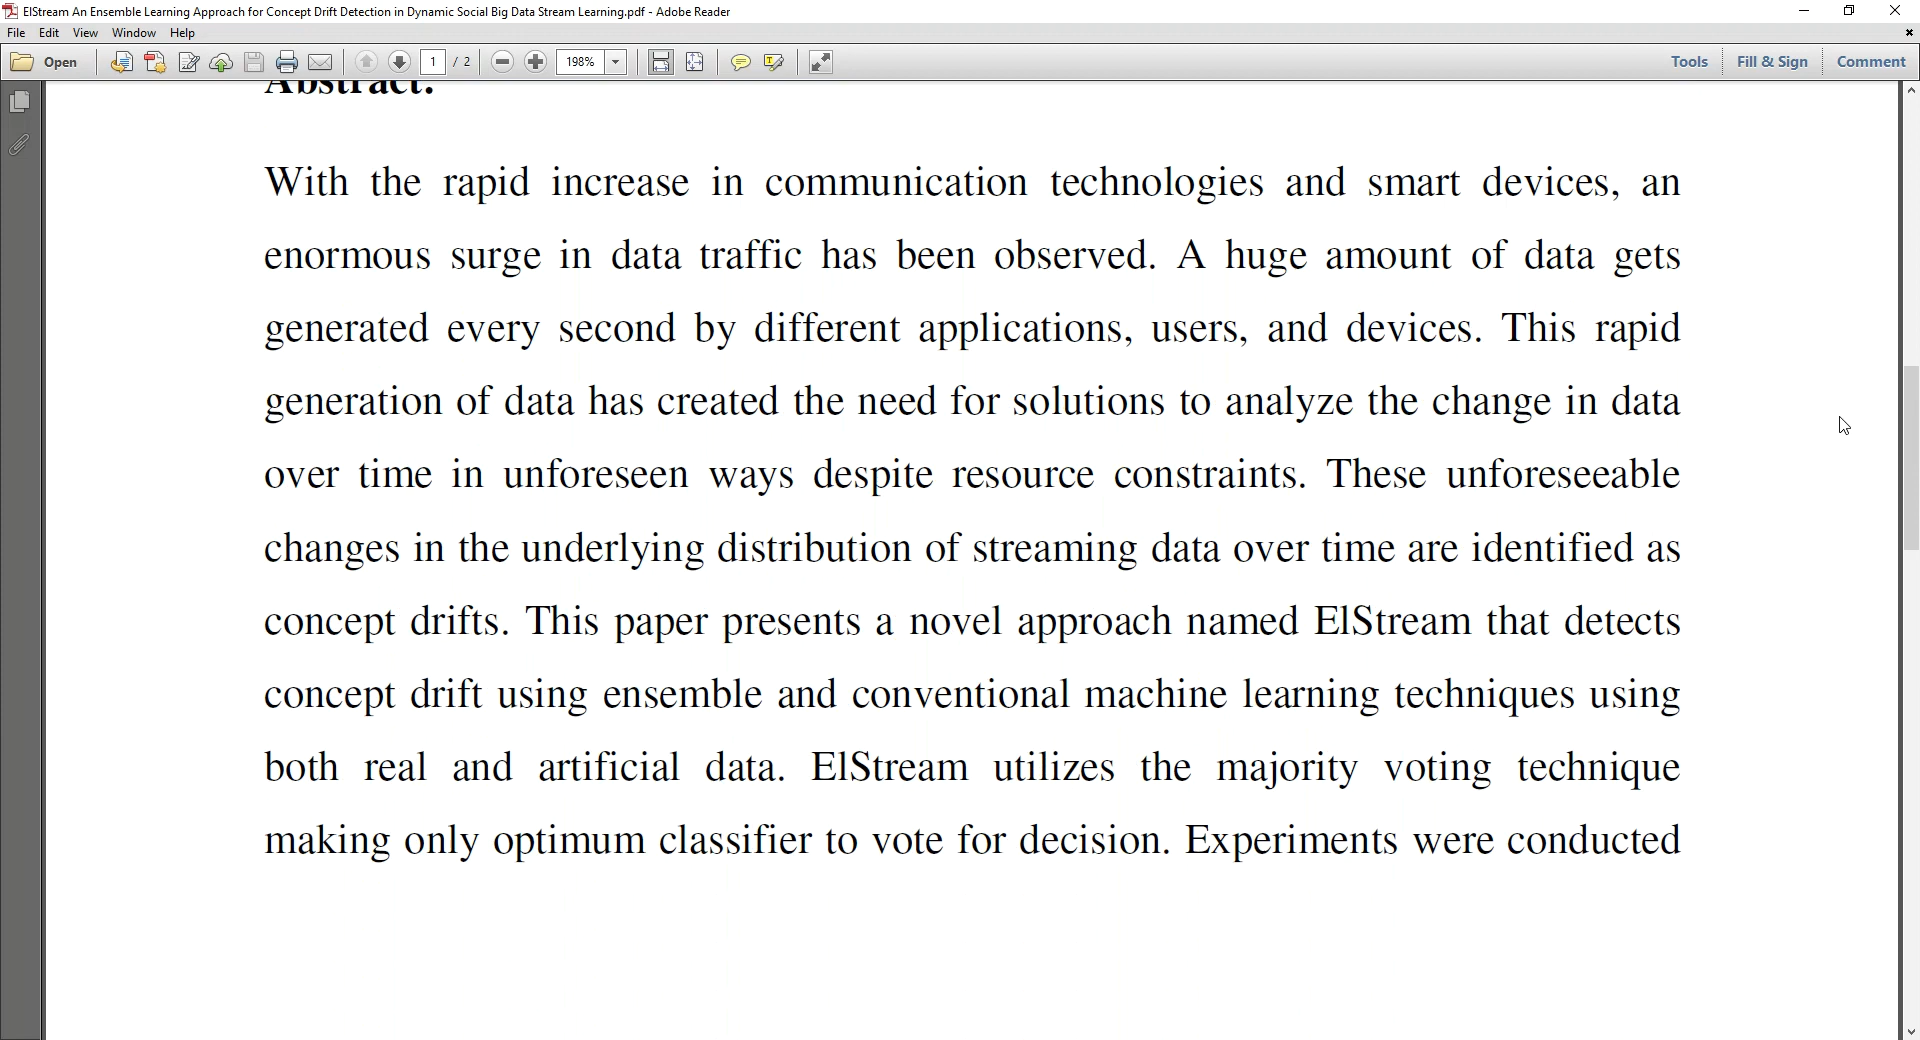 ElStream An Ensemble Learning Approach for Concept Drift Detection in Dynamic Social Big Data Stream Learning.pdf - Adobe Reader
File Edit View Window Help
Open 1 / 2 198% Tools Fill & Sign Comment
Abstract:
With the rapid increase in communication technologies and smart devices, an
enormous surge in data traffic has been observed. A huge amount of data gets
generated every second by different applications, users, and devices. This rapid
generation of data has created the need for solutions to analyze the change in data
over time in unforeseen ways despite resource constraints. These unforeseeable
changes in the underlying distribution of streaming data over time are identified as
concept drifts. This paper presents a novel approach named ElStream that detects
concept drift using ensemble and conventional machine learning techniques using
both real and artificial data. ElStream utilizes the majority voting technique
making only optimum classifier to vote for decision. Experiments were conducted